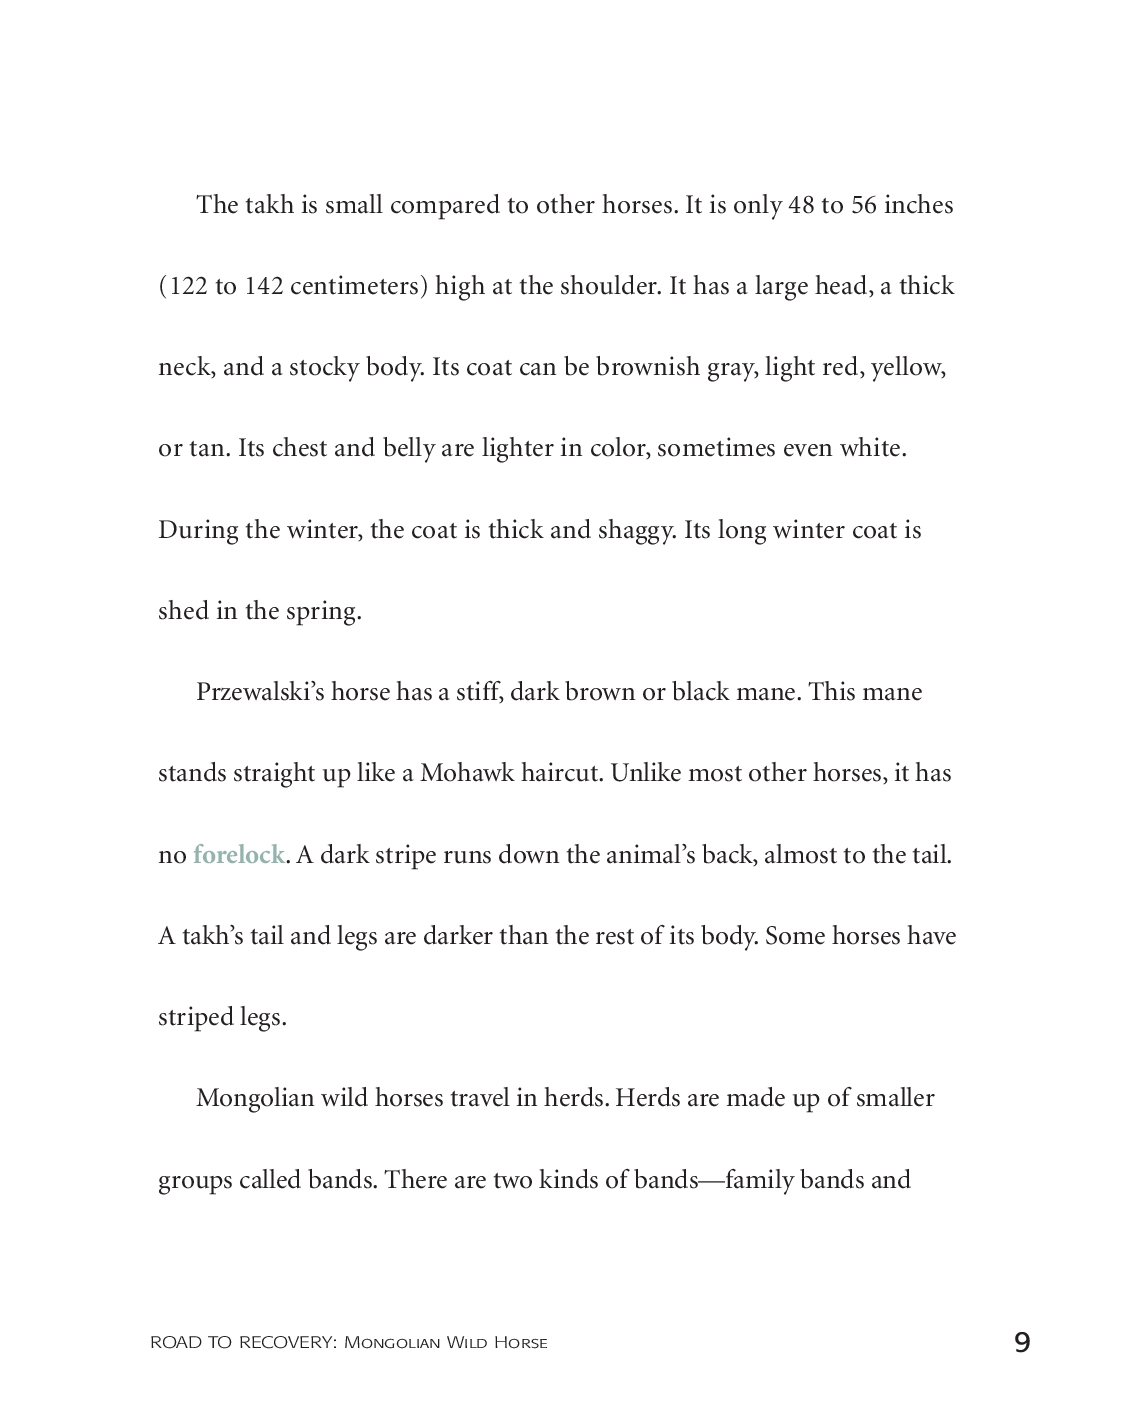 The takh is small compared to other horses. It is only 48 to 56 inches
(122 to 142 centimeters) high at the shoulder. It has a large head, a thick
neck, and a stocky body. Its coat can be brownish gray, light red, yellow,
or tan. Its chest and belly are lighter in color, sometimes even white.
During the winter, the coat is thick and shaggy. Its long winter coat is
shed in the spring.
Przewalski’s horse has a stiff, dark brown or black mane. This mane
stands straight up like a Mohawk haircut. Unlike most other horses, it has
no forelock. A dark stripe runs down the animal’s back, almost to the tail.
A takh’s tail and legs are darker than the rest of its body. Some horses have
striped legs.
Mongolian wild horses travel in herds. Herds are made up of smaller
groups called bands. There are two kinds of bands—family bands and
ROAD TO RECOVERY: Mongolian Wild Horse 9